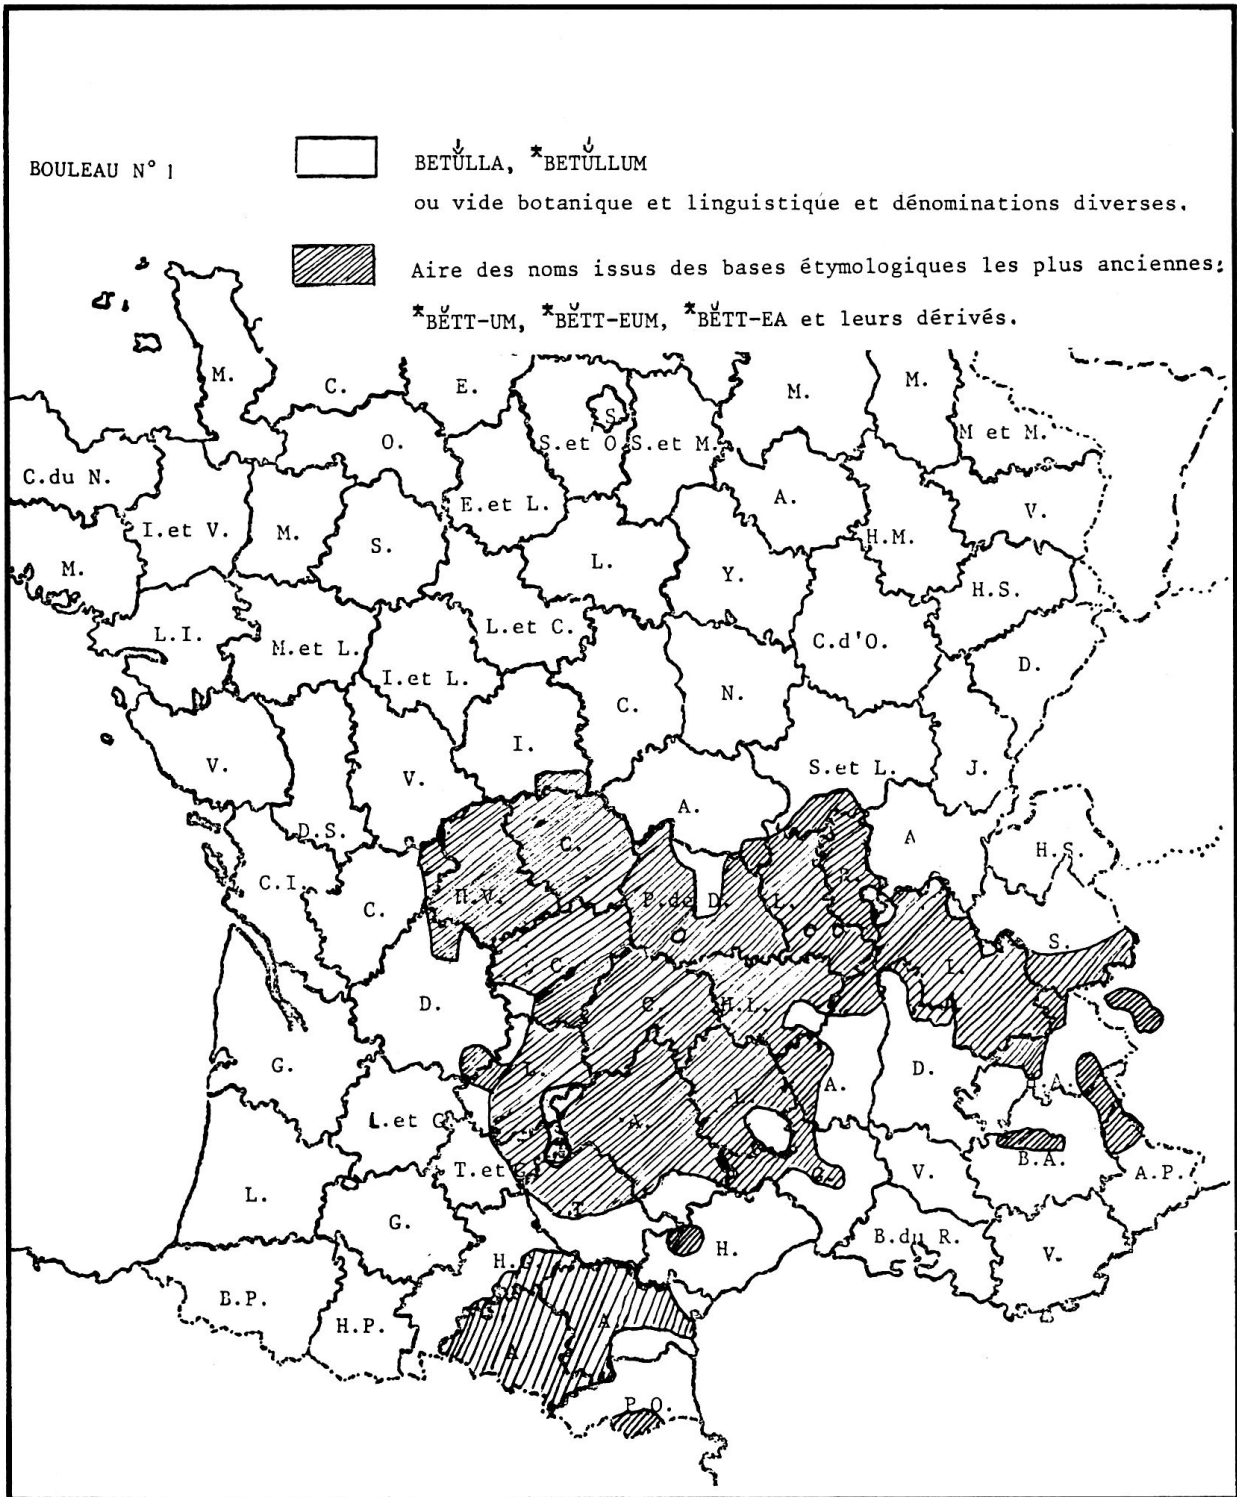 BOULEAU N° 1
BETŬLLA, *BETŬLLUM
ou vide botanique et linguistique et dénominations diverses.
Aire des noms issus des bases étymologiques les plus anciennes:
*BĔTT-UM, *BĔTT-EUM, *BĔTT-EA et leurs dérivés.
M.
C.
E.
S.
M.
M.
O.
S.et O.
S.et M.
M et M.
C.du N.
E.et L.
A.
V.
I.et V.
M.
S.
H.M.
M.
L.
Y.
H.S.
L.I.
M.et L.
L.et C.
C.d'O.
D.
I.et L.
C.
N.
V.
V.
I.
S.et L.
J.
D.S.
A.
C.
A
H.S.
C.I.
C.
H.V.
P.de D.
L.
R.
S.
C.
I.
D.
C.
H.L.
G.
L.
L.
A.
D.
H.A.
L.et G.
G.
A.
T.et G.
G.
V.
B.A.
A.P.
L.
G.
T.
H.
B.du R.
V.
H.G.
B.P.
H.P.
A.
A
P.O.